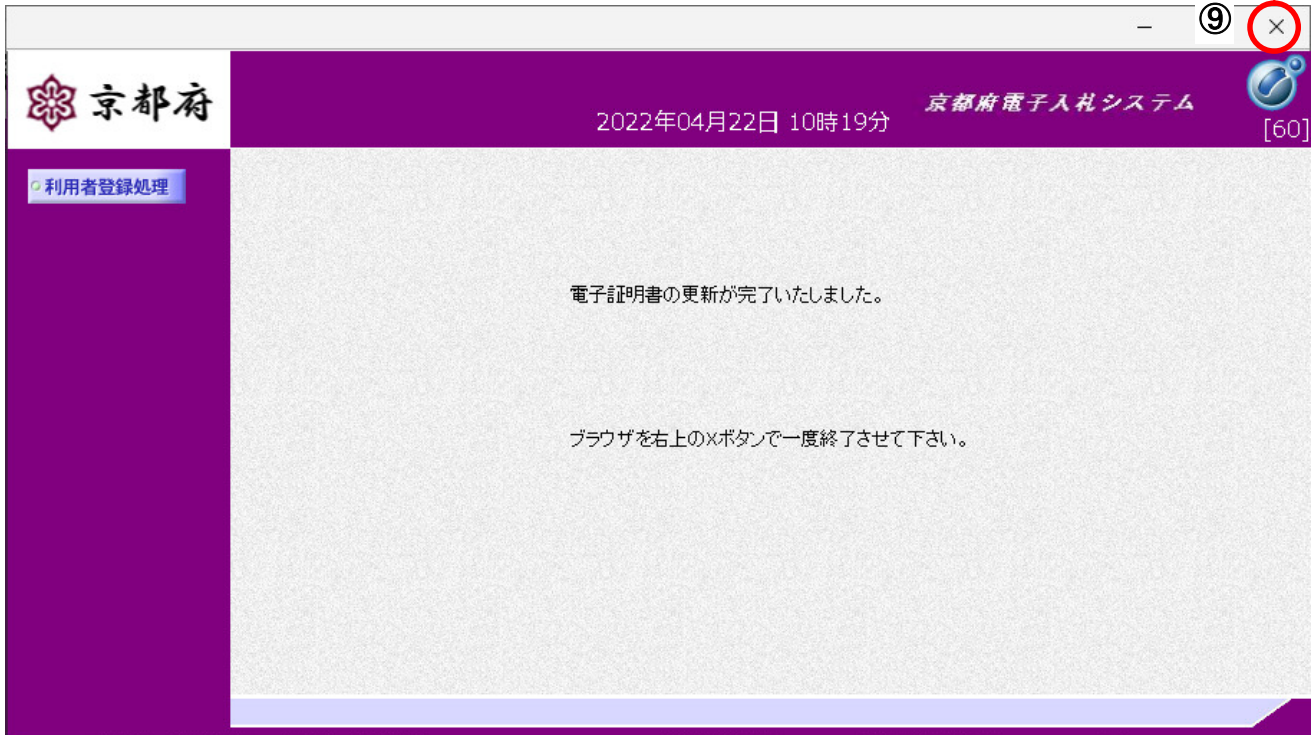 ⑨
京都府
2022年04月22日 10時19分
京都府電子入札システム
[60]
利用者登録処理
電子証明書の更新が完了いたしました。
ブラウザを右上の×ボタンで一度終了させて下さい。